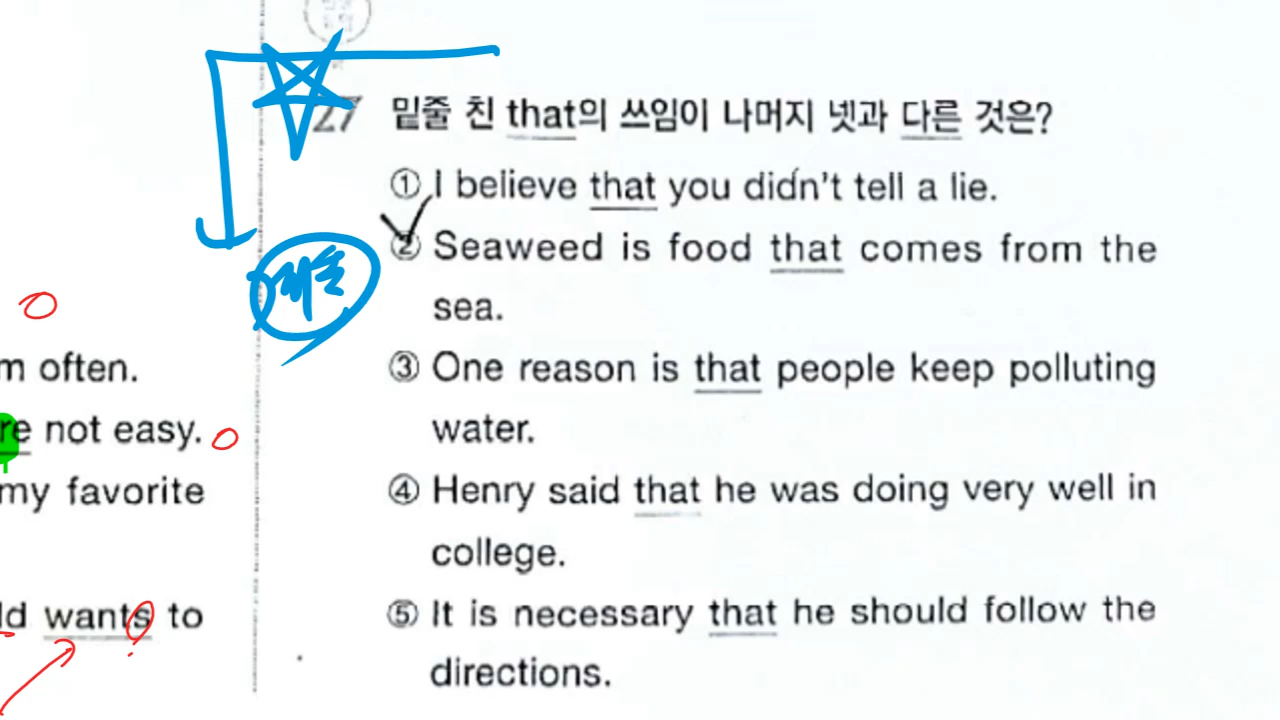 27 밑줄 친 that의 쓰임이 나머지 넷과 다른 것은?
① I believe that you didn't tell a lie.
② Seaweed is food that comes from the
sea.
③ One reason is that people keep polluting
water.
④ Henry said that he was doing very well in
college.
⑤ It is necessary that he should follow the
directions.
m often.
re not easy.
my favorite
ld wants to